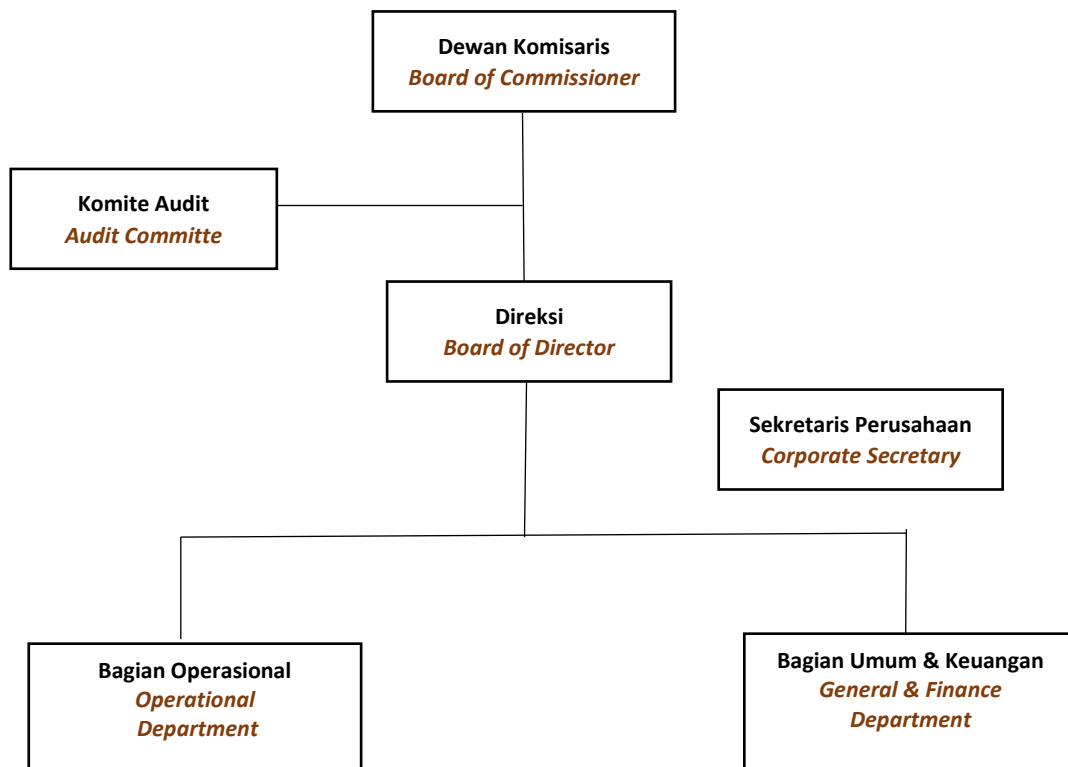 Dewan Komisaris
Board of Commissioner
Komite Audit
Audit Committe
Direksi
Board of Director
Sekretaris Perusahaan
Corporate Secretary
Bagian Operasional
Operational
Department
Bagian Umum & Keuangan
General & Finance
Department